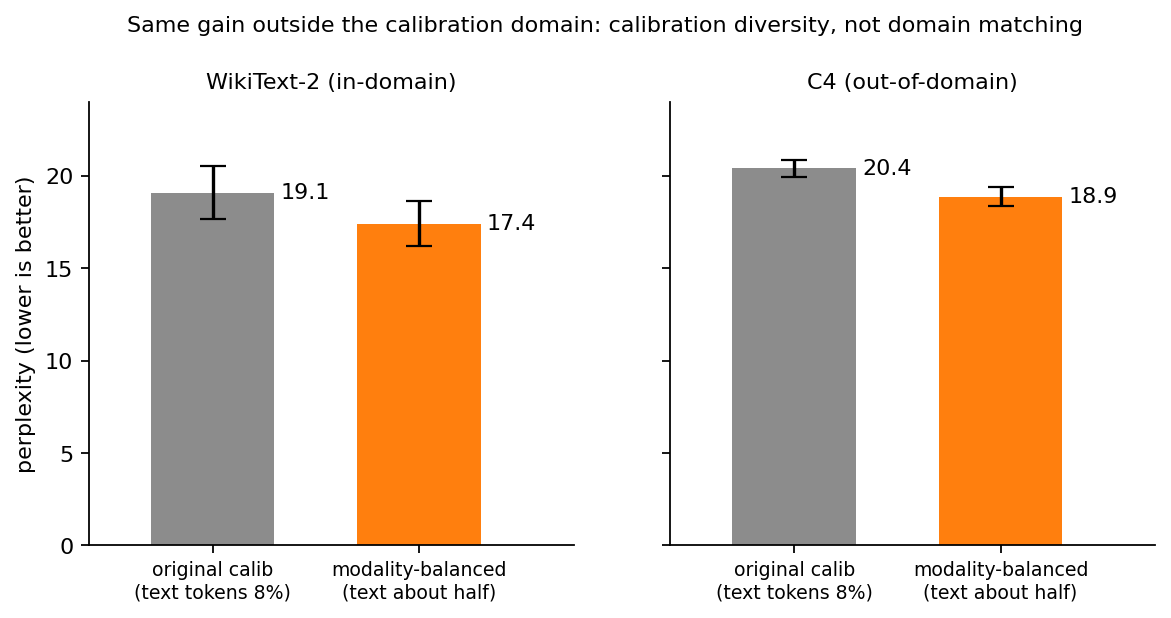 Same gain outside the calibration domain: calibration diversity, not domain matching
WikiText-2 (in-domain)
perplexity (lower is better)
20
15
10
5
0
19.1
17.4
original calib
(text tokens 8%)
modality-balanced
(text about half)
C4 (out-of-domain)
20.4
18.9
original calib
(text tokens 8%)
modality-balanced
(text about half)